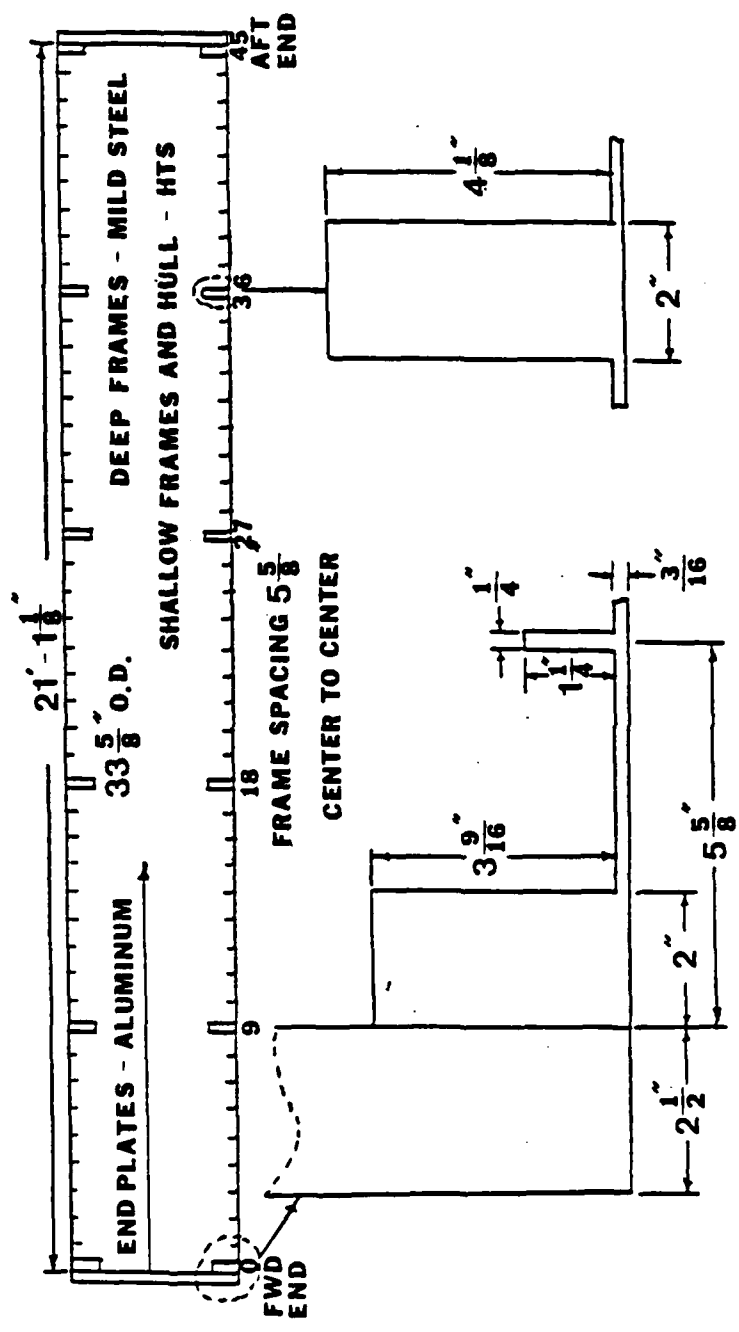 21′-1 1/8″
END PLATES - ALUMINUM
33 5/8″ O.D.
DEEP FRAMES - MILD STEEL
SHALLOW FRAMES AND HULL - HTS
0
9
18
27
36
45
FWD
END
AFT
END
FRAME SPACING 5 5/8
CENTER TO CENTER
3 9/16″
1/4″
1 1/4″
3/16″
2 1/2″
2″
5 5/8″
4 1/8″
2″